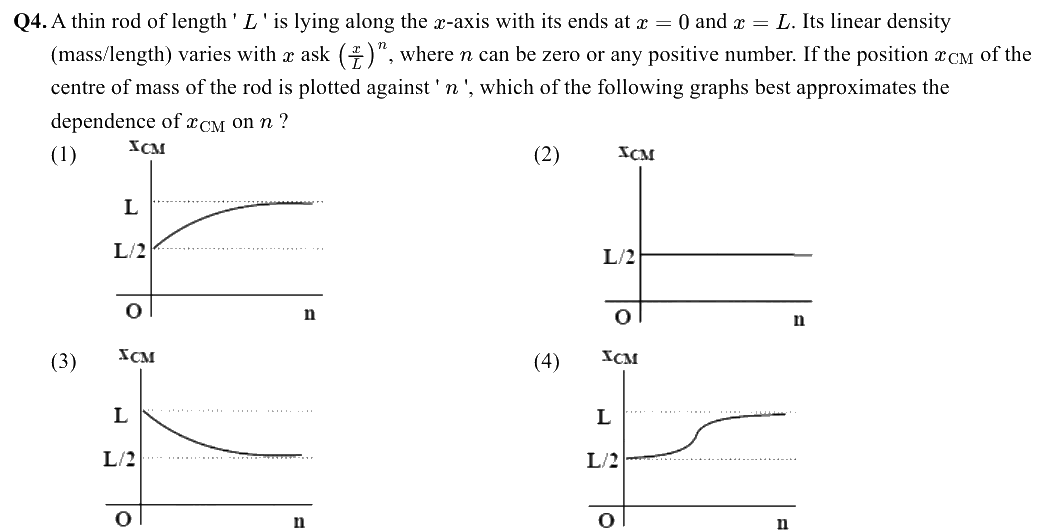 Q4. A thin rod of length ' L ' is lying along the x-axis with its ends at x = 0 and x = L. Its linear density
(mass/length) varies with x ask (x/L)^n, where n can be zero or any positive number. If the position x_CM of the
centre of mass of the rod is plotted against ' n ', which of the following graphs best approximates the
dependence of x_CM on n ?
(1) xCM
L
L/2
O n
(2) xCM
L/2
O n
(3) xCM
L
L/2
O n
(4) xCM
L
L/2
O n